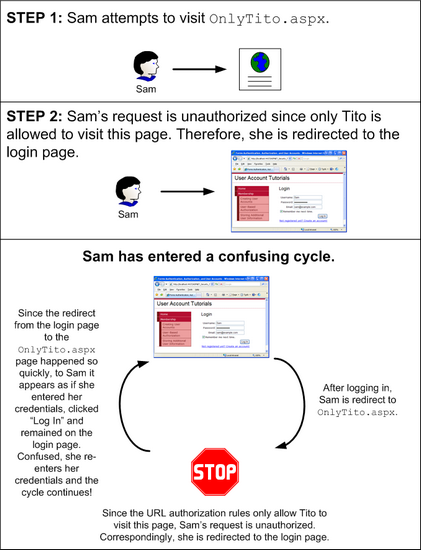 STEP 1: Sam attempts to visit OnlyTito.aspx.
Sam
STEP 2: Sam's request is unauthorized since only Tito is
allowed to visit this page. Therefore, she is redirected to the
login page.
Sam
User Account Tutorials
Login
Sam has entered a confusing cycle.
User Account Tutorials
Login
Since the redirect
from the login page
to the
OnlyTito.aspx
page happened so
quickly, to Sam it
appears as if she
entered her
credentials, clicked
“Log In” and
remained on the
login page.
Confused, she re-
enters her
credentials and the
cycle continues!
After logging in,
Sam is redirect to
OnlyTito.aspx.
STOP
Since the URL authorization rules only allow Tito to
visit this page, Sam's request is unauthorized.
Correspondingly, she is redirected to the login page.